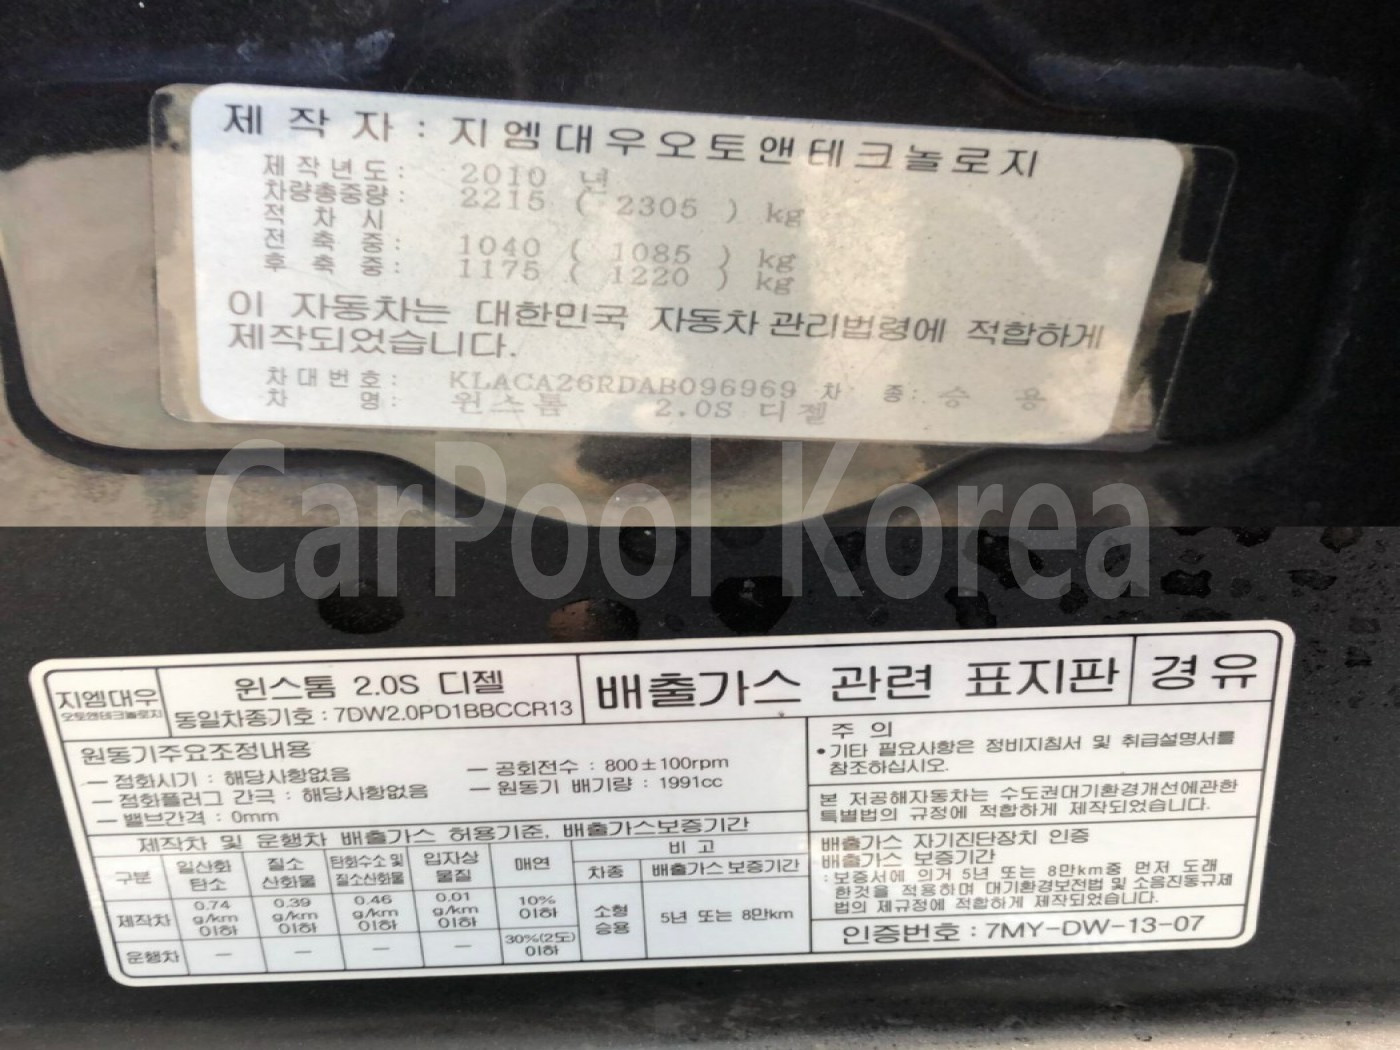 제 작 자 : 지엠대우오토앤테크놀로지
제작년도: 2010 년
차량총중량: 2215 ( 2305 ) kg
적 차 시
전 축 중: 1040 ( 1085 ) kg
후 축 중: 1175 ( 1220 ) kg
이 자동차는 대한민국 자동차관리법령에 적합하게
제작되었습니다.
차대번호: KLACA26RDAB096969 차 종: 승 용
차 명: 윈스톰 2.0S 디젤
CarPool Korea
지엠대우
오토앤테크놀로지
윈스톰 2.0S 디젤
동일차종기호 : 7DW2.0PD1BBCCR13
배출가스 관련 표지판
경유
원동기주요조정내용
– 점화시기 : 해당사항없음
– 점화플러그 간극 : 해당사항없음
– 밸브간격 : 0mm
– 공회전수 : 800±100rpm
– 원동기 배기량 : 1991cc
주 의
•기타 필요사항은 정비지침서 및 취급설명서를
참조하십시오.
본 저공해자동차는 수도권대기환경개선에관한
특별법의 규정에 적합하게 제작되었습니다.
제작차 및 운행차 배출가스 허용기준, 배출가스보증기간
구분 일산화탄소 질소산화물 탄화수소 및 질소산화물 입자상물질 매연 비 고
차종 배출가스 보증기간
제작차 0.74 g/km 이하 0.39 g/km 이하 0.46 g/km 이하 0.01 g/km 이하 10% 이하 소형 승용 5년 또는 8만km
운행차 – – – – 30%(2도) 이하
배출가스 자기진단장치 인증
배출가스 보증기간
: 보증서에 의거 5년 또는 8만km중 먼저 도래
한것을 적용하며 대기환경보전법 및 소음진동규제
법의 제규정에 적합하게 제작되었습니다.
인증번호 : 7MY-DW-13-07